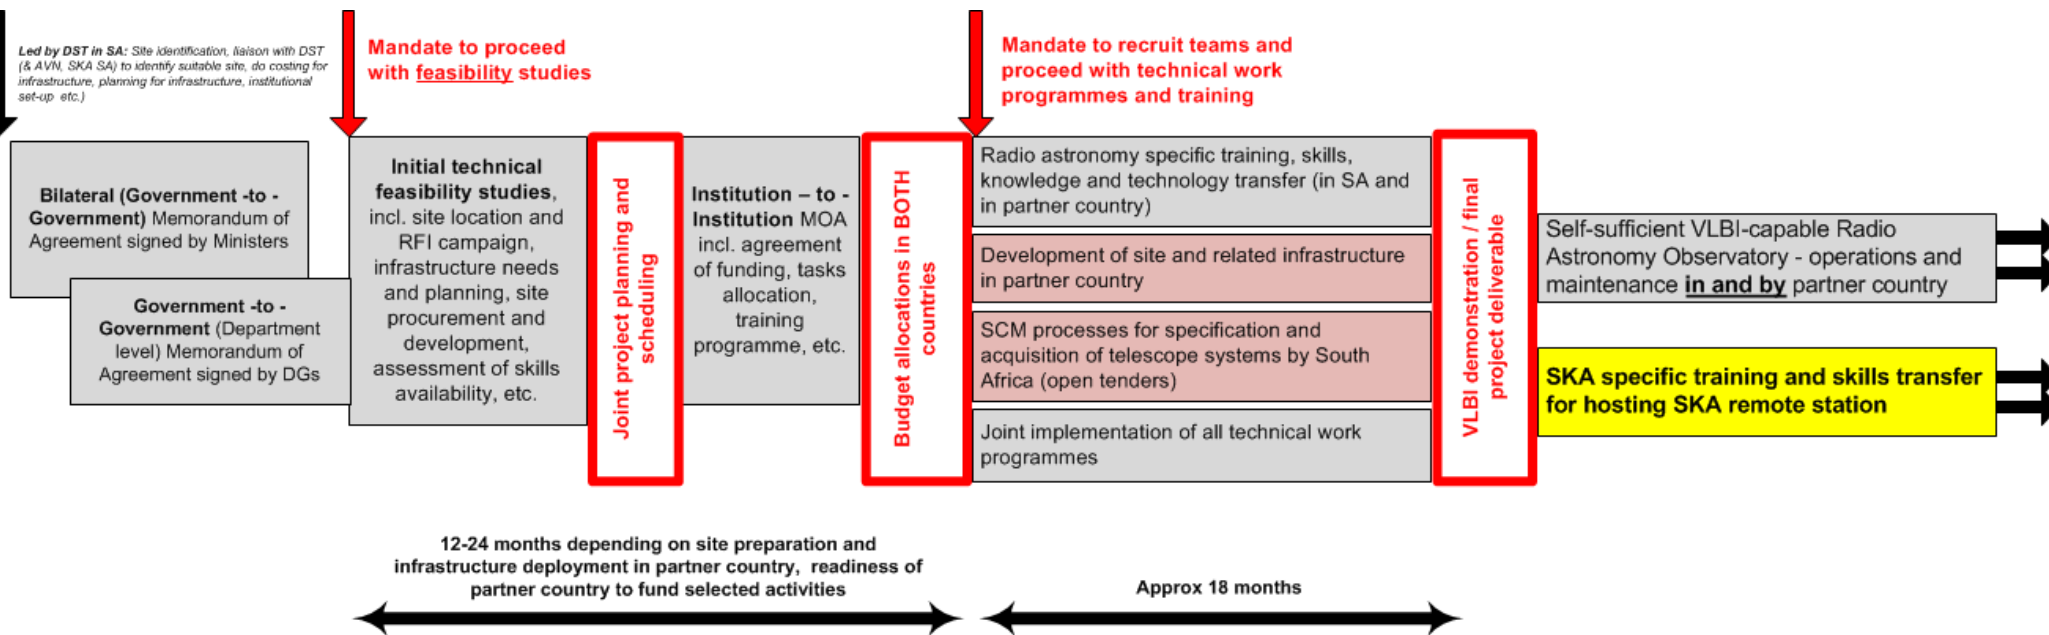 Led by DST in SA: Site identification, liaison with DST
(& AVN, SKA SA) to identify suitable site, do costing for
infrastructure, planning for infrastructure, institutional
set-up etc.)
Mandate to proceed
with feasibility studies
Mandate to recruit teams and
proceed with technical work
programmes and training
Bilateral (Government -to -
Government) Memorandum of
Agreement signed by Ministers
Government -to -
Government (Department
level) Memorandum of
Agreement signed by DGs
Initial technical
feasibility studies,
incl. site location and
RFI campaign,
infrastructure needs
and planning, site
procurement and
development,
assessment of skills
availability, etc.
Joint project planning and
scheduling
Institution – to -
Institution MOA
incl. agreement
of funding, tasks
allocation,
training
programme, etc.
Budget allocations in BOTH
countries
Radio astronomy specific training, skills,
knowledge and technology transfer (in SA and
in partner country)
Development of site and related infrastructure
in partner country
SCM processes for specification and
acquisition of telescope systems by South
Africa (open tenders)
Joint implementation of all technical work
programmes
VLBI demonstration / final
project deliverable
Self-sufficient VLBI-capable Radio
Astronomy Observatory - operations and
maintenance in and by partner country
SKA specific training and skills transfer
for hosting SKA remote station
12-24 months depending on site preparation and
infrastructure deployment in partner country, readiness of
partner country to fund selected activities
Approx 18 months